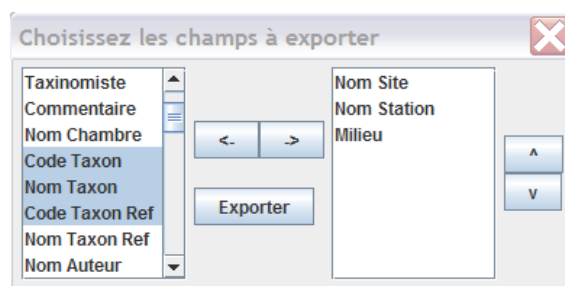 Choisissez les champs à exporter
Taxinomiste
Commentaire
Nom Chambre
Code Taxon
Nom Taxon
Code Taxon Ref
Nom Taxon Ref
Nom Auteur
<- ->
Exporter
Nom Site
Nom Station
Milieu
^
v